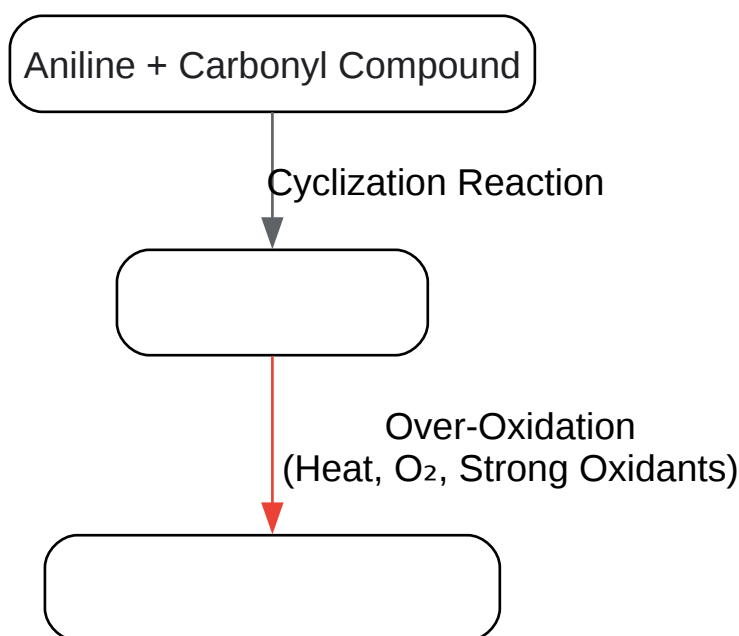 Aniline + Carbonyl Compound
Cyclization Reaction
Over-Oxidation
(Heat, O₂, Strong Oxidants)